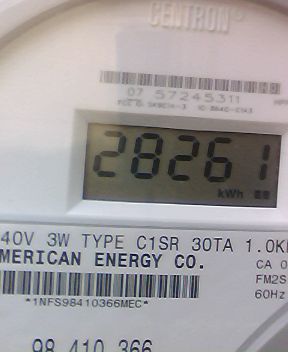 CENTRON®
07 57245311
28261
kWh
40V 3W TYPE C1SR 30TA 1.0K
MERICAN ENERGY CO.
CA 0
FM2S
*1NFS98410366MEC*
60Hz
98 410 366